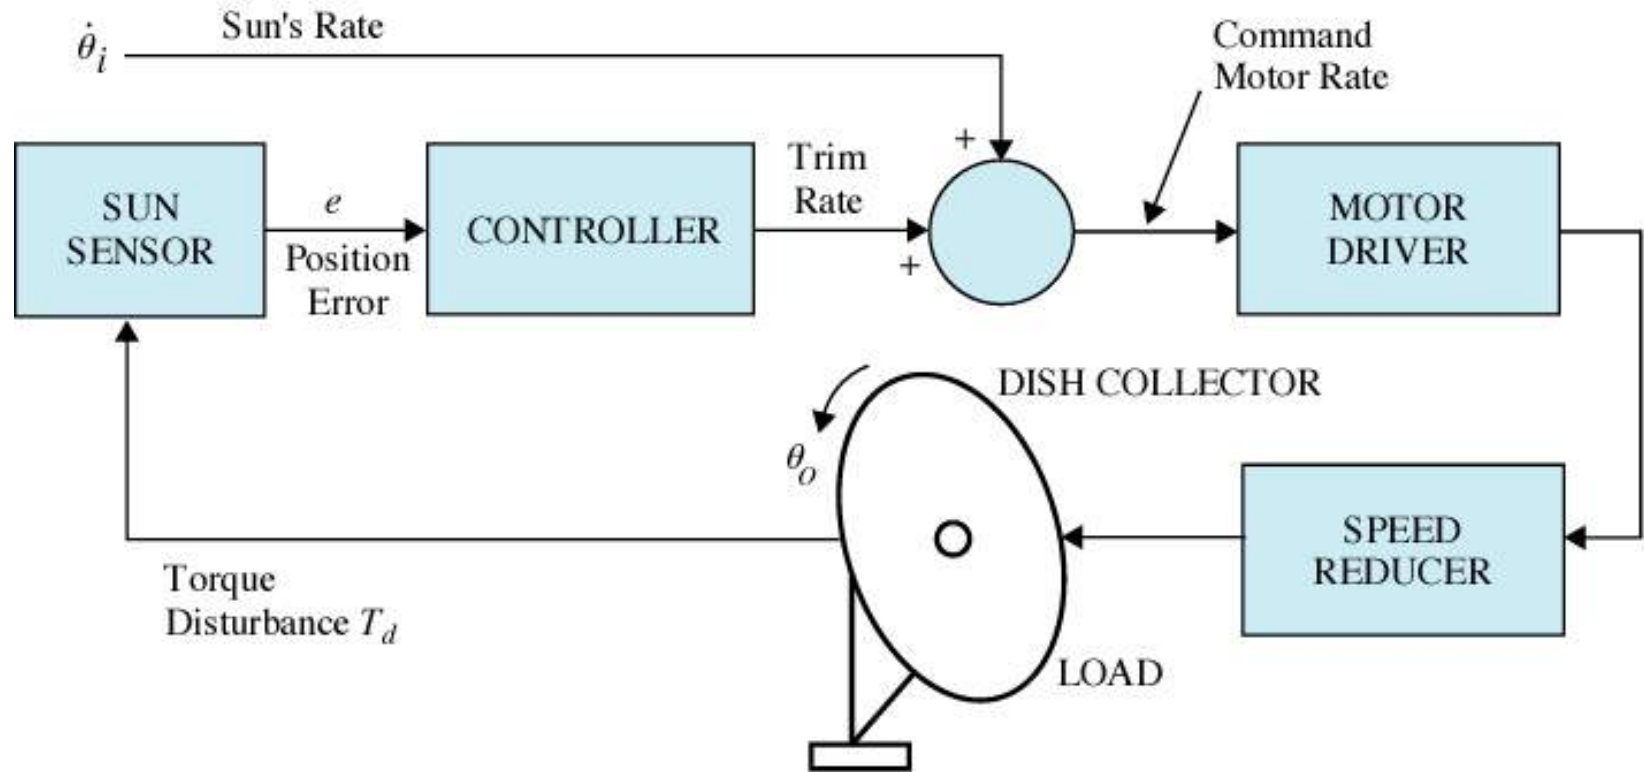 θ̇i
Sun's Rate
Command
Motor Rate
+
SUN
SENSOR
e
Position
Error
CONTROLLER
Trim
Rate
+
MOTOR
DRIVER
DISH COLLECTOR
θo
SPEED
REDUCER
Torque
Disturbance Td
LOAD